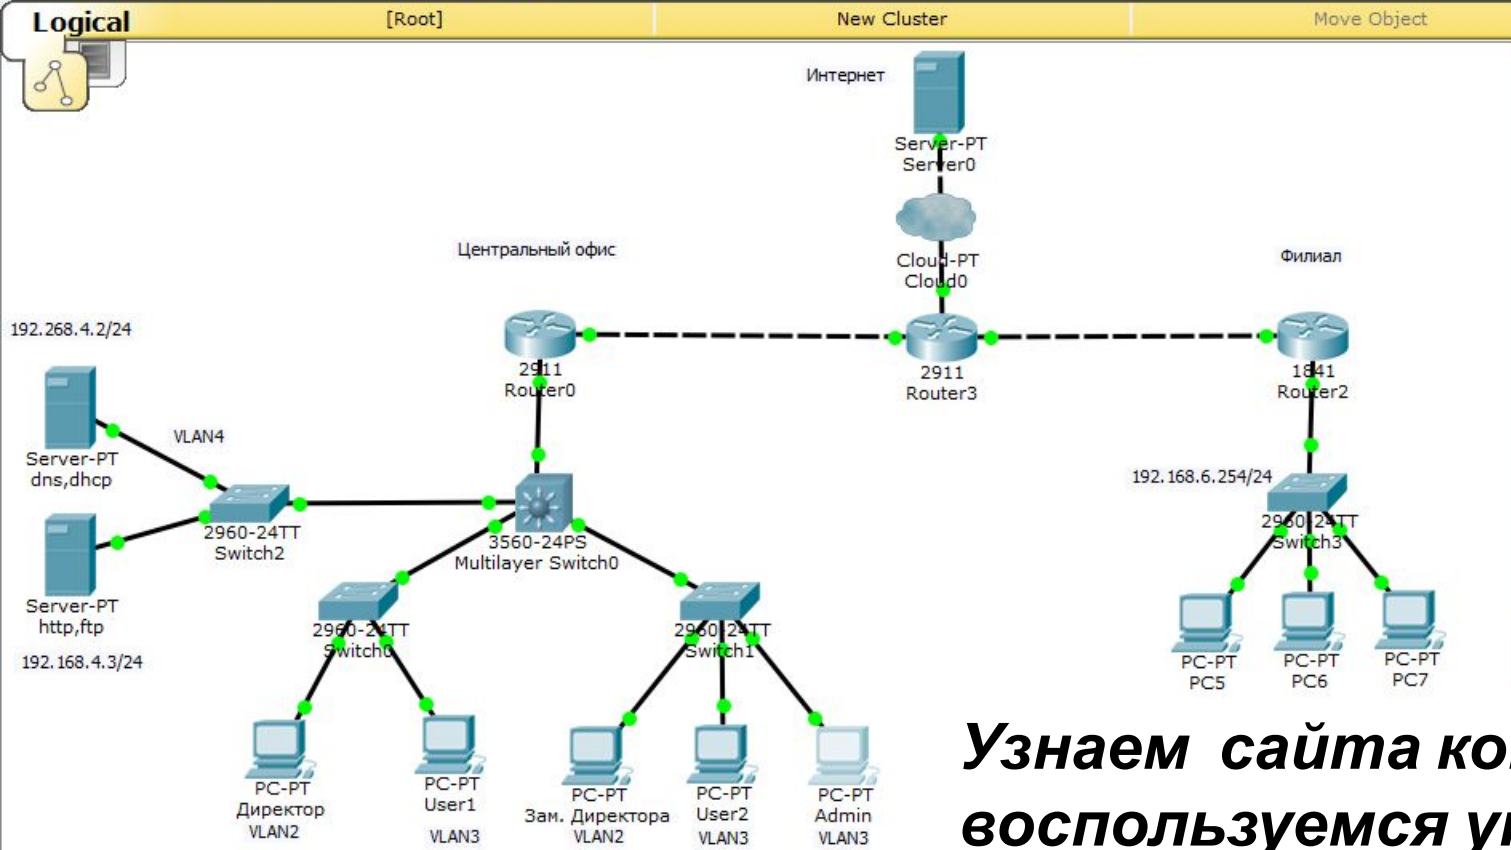 Logical
[Root]
New Cluster
Move Object
Интернет
Server-PT
Server0
Центральный офис
Cloud-PT
Cloud0
Филиал
192.268.4.2/24
2911
Router0
2911
Router3
1841
Router2
VLAN4
Server-PT
dns,dhcp
192.168.6.254/24
2960-24TT
Switch2
3560-24PS
Multilayer Switch0
2960-24TT
Switch3
Server-PT
http,ftp
192.168.4.3/24
2960-24TT
Switch0
2960-24TT
Switch1
PC-PT
PC5
PC-PT
PC6
PC-PT
PC7
PC-PT
Директор
VLAN2
PC-PT
User1
VLAN3
PC-PT
Зам. Директора
VLAN2
PC-PT
User2
VLAN3
PC-PT
Admin
VLAN3
Узнаем сайта
воспользуемся